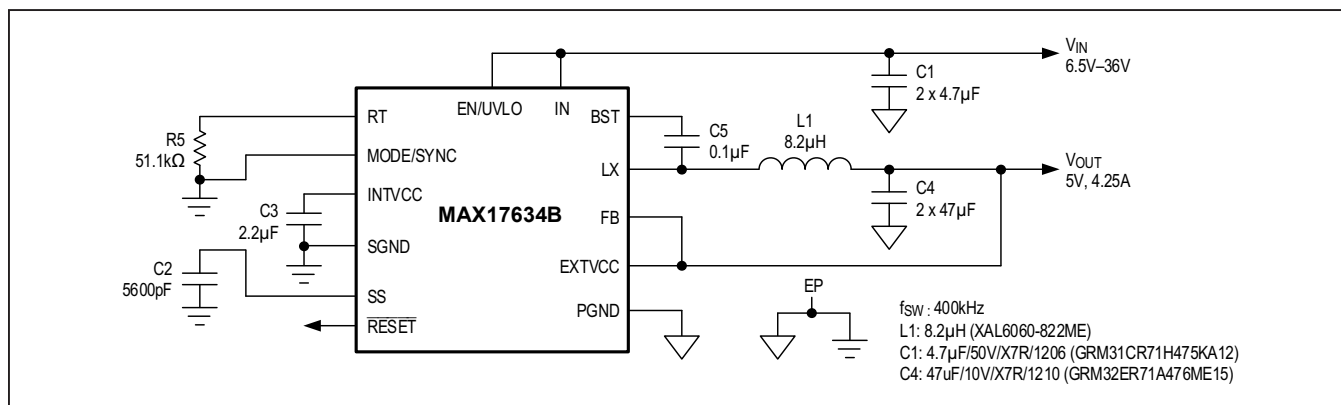 VIN
6.5V–36V
C1
2 x 4.7µF
EN/UVLO
IN
RT
BST
R5
51.1kΩ
C5
0.1µF
L1
8.2µH
MODE/SYNC
LX
VOUT
5V, 4.25A
INTVCC
C4
2 x 47µF
C3
2.2µF
MAX17634B
FB
SGND
EXTVCC
C2
5600pF
SS
EP
PGND
RESET
fSW : 400kHz
L1: 8.2µH (XAL6060-822ME)
C1: 4.7µF/50V/X7R/1206 (GRM31CR71H475KA12)
C4: 47uF/10V/X7R/1210 (GRM32ER71A476ME15)